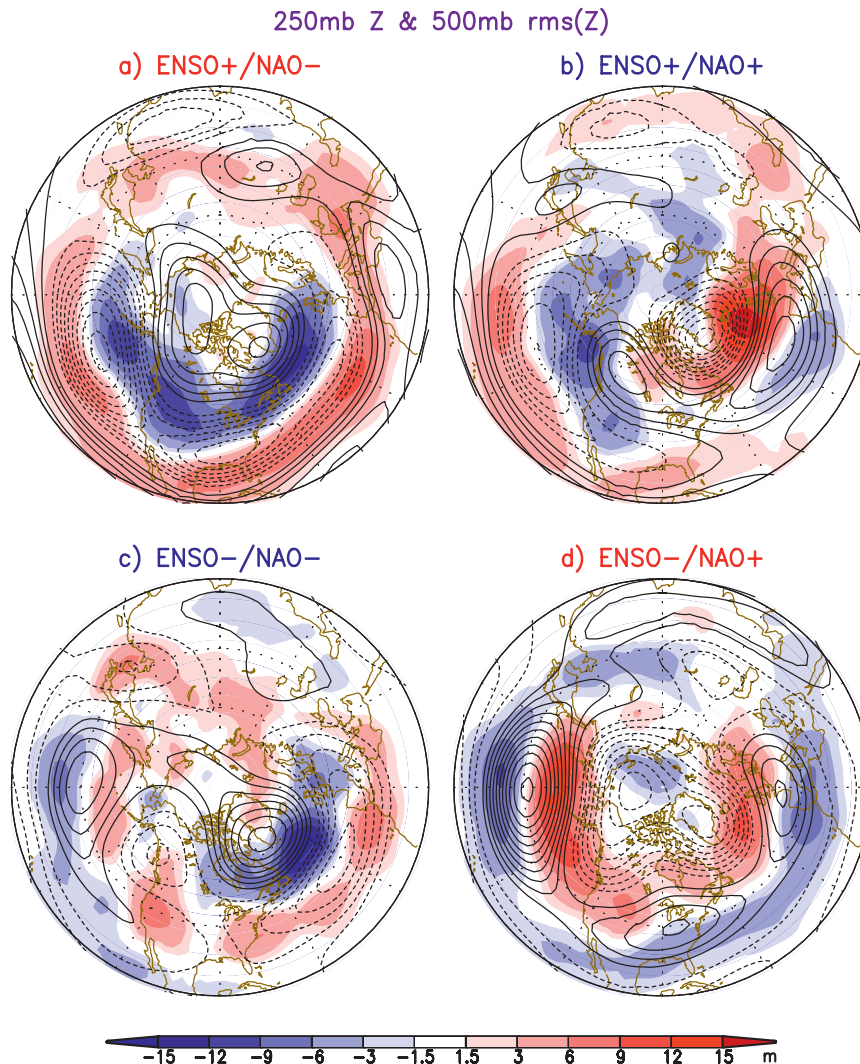 250mb Z & 500mb rms(Z)
a) ENSO+/NAO−
b) ENSO+/NAO+
c) ENSO−/NAO−
d) ENSO−/NAO+
−15 −12 −9 −6 −3 −1.5 1.5 3 6 9 12 15 m